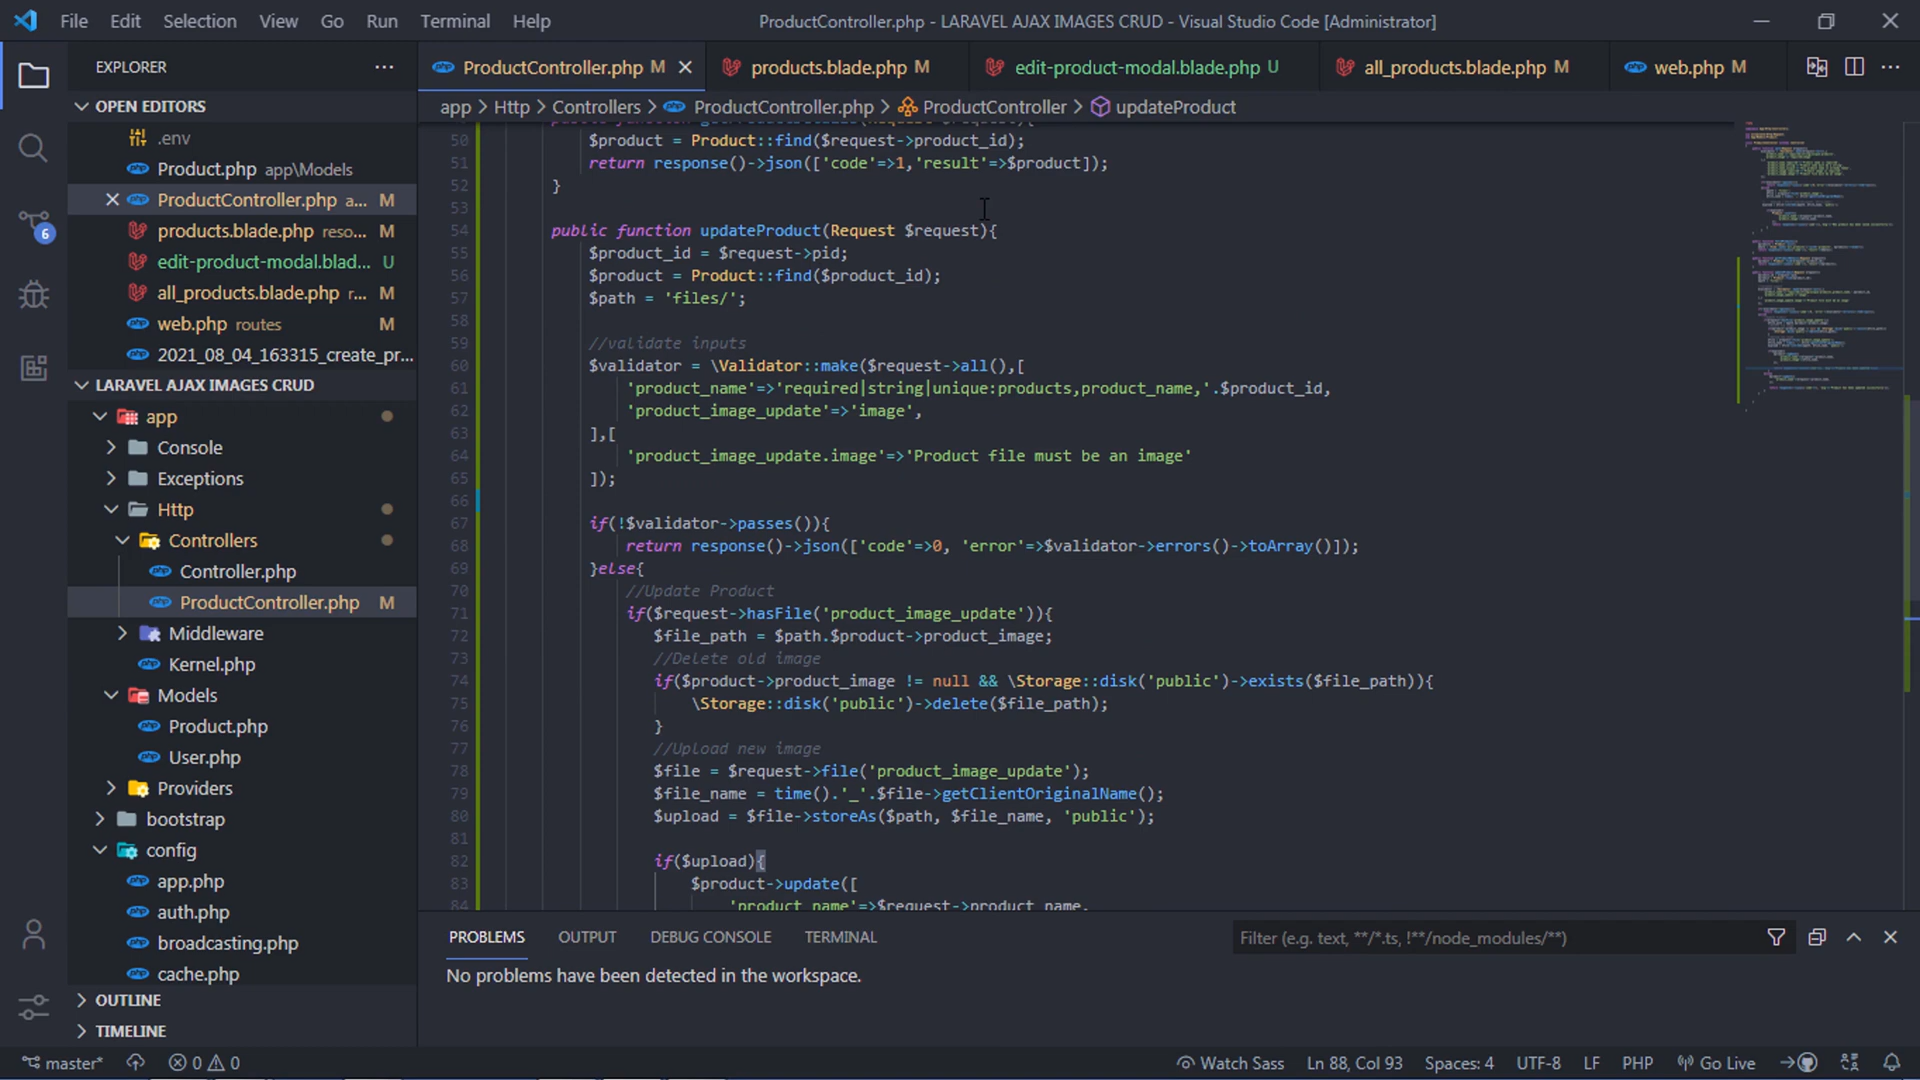 File Edit Selection View Go Run Terminal Help
ProductController.php - LARAVEL AJAX IMAGES CRUD - Visual Studio Code [Administrator]
EXPLORER
OPEN EDITORS
.env
Product.php app\Models
ProductController.php a... M
products.blade.php reso... M
edit-product-modal.blad... U
all_products.blade.php r... M
web.php routes M
2021_08_04_163315_create_pr...
LARAVEL AJAX IMAGES CRUD
app
Console
Exceptions
Http
Controllers
Controller.php
ProductController.php M
Middleware
Kernel.php
Models
Product.php
User.php
Providers
bootstrap
config
app.php
auth.php
broadcasting.php
cache.php
OUTLINE
TIMELINE
6
ProductController.php M
products.blade.php M
edit-product-modal.blade.php U
all_products.blade.php M
web.php M
app > Http > Controllers > ProductController.php > ProductController > updateProduct
50 $product = Product::find($request->product_id);
51 return response()->json(['code'=>1,'result'=>$product]);
52 }
53
54 public function updateProduct(Request $request){
55 $product_id = $request->pid;
56 $product = Product::find($product_id);
57 $path = 'files/';
58
59 //validate inputs
60 $validator = \Validator::make($request->all(),[
61 'product_name'=>'required|string|unique:products,product_name,'.$product_id,
62 'product_image_update'=>'image',
63 ],[
64 'product_image_update.image'=>'Product file must be an image'
65 ]);
66
67 if(!$validator->passes()){
68 return response()->json(['code'=>0, 'error'=>$validator->errors()->toArray()]);
69 }else{
70 //Update Product
71 if($request->hasFile('product_image_update')){
72 $file_path = $path.$product->product_image;
73 //Delete old image
74 if($product->product_image != null && \Storage::disk('public')->exists($file_path)){
75 \Storage::disk('public')->delete($file_path);
76 }
77 //Upload new image
78 $file = $request->file('product_image_update');
79 $file_name = time().'_'.$file->getClientOriginalName();
80 $upload = $file->storeAs($path, $file_name, 'public');
81
82 if($upload){
83 $product->update([
84 'product_name'=>$request->product_name,
PROBLEMS OUTPUT DEBUG CONSOLE TERMINAL
Filter (e.g. text, **/*.ts, !**/node_modules/**)
No problems have been detected in the workspace.
master* 0 0 Watch Sass Ln 88, Col 93 Spaces: 4 UTF-8 LF PHP Go Live